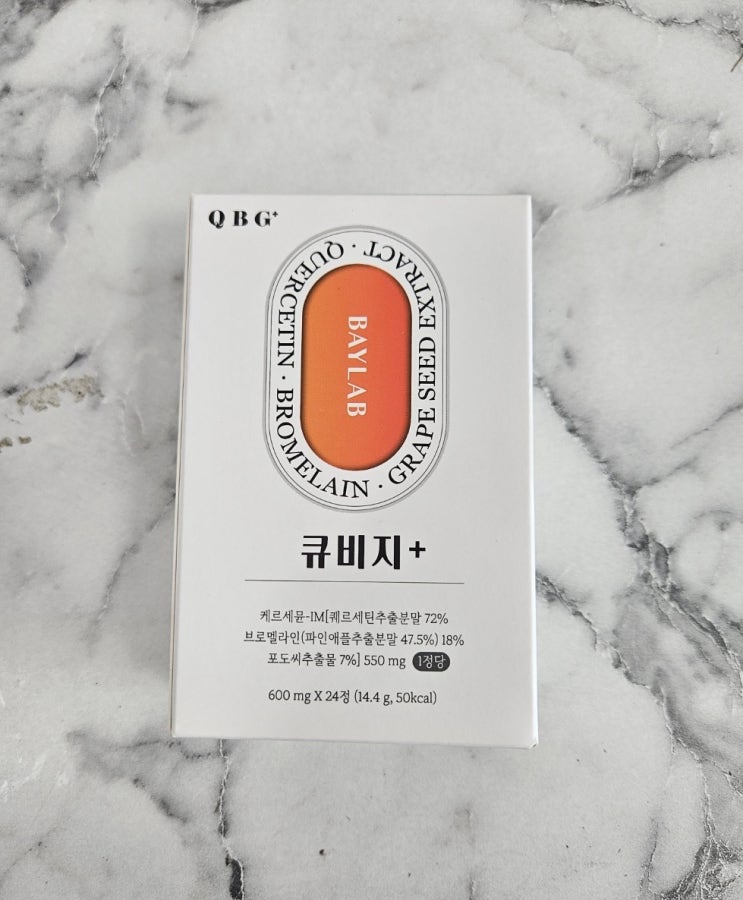 Q B G+
QUERCETIN · BROMELAIN · GRAPE SEED EXTRACT ·
BAYLAB
큐비지+
케르세뮨-IM[퀘르세틴추출분말 72%
브로멜라인(파인애플추출분말 47.5%) 18%
포도씨추출물 7%] 550 mg 1정당
600 mg X 24정 (14.4 g, 50kcal)